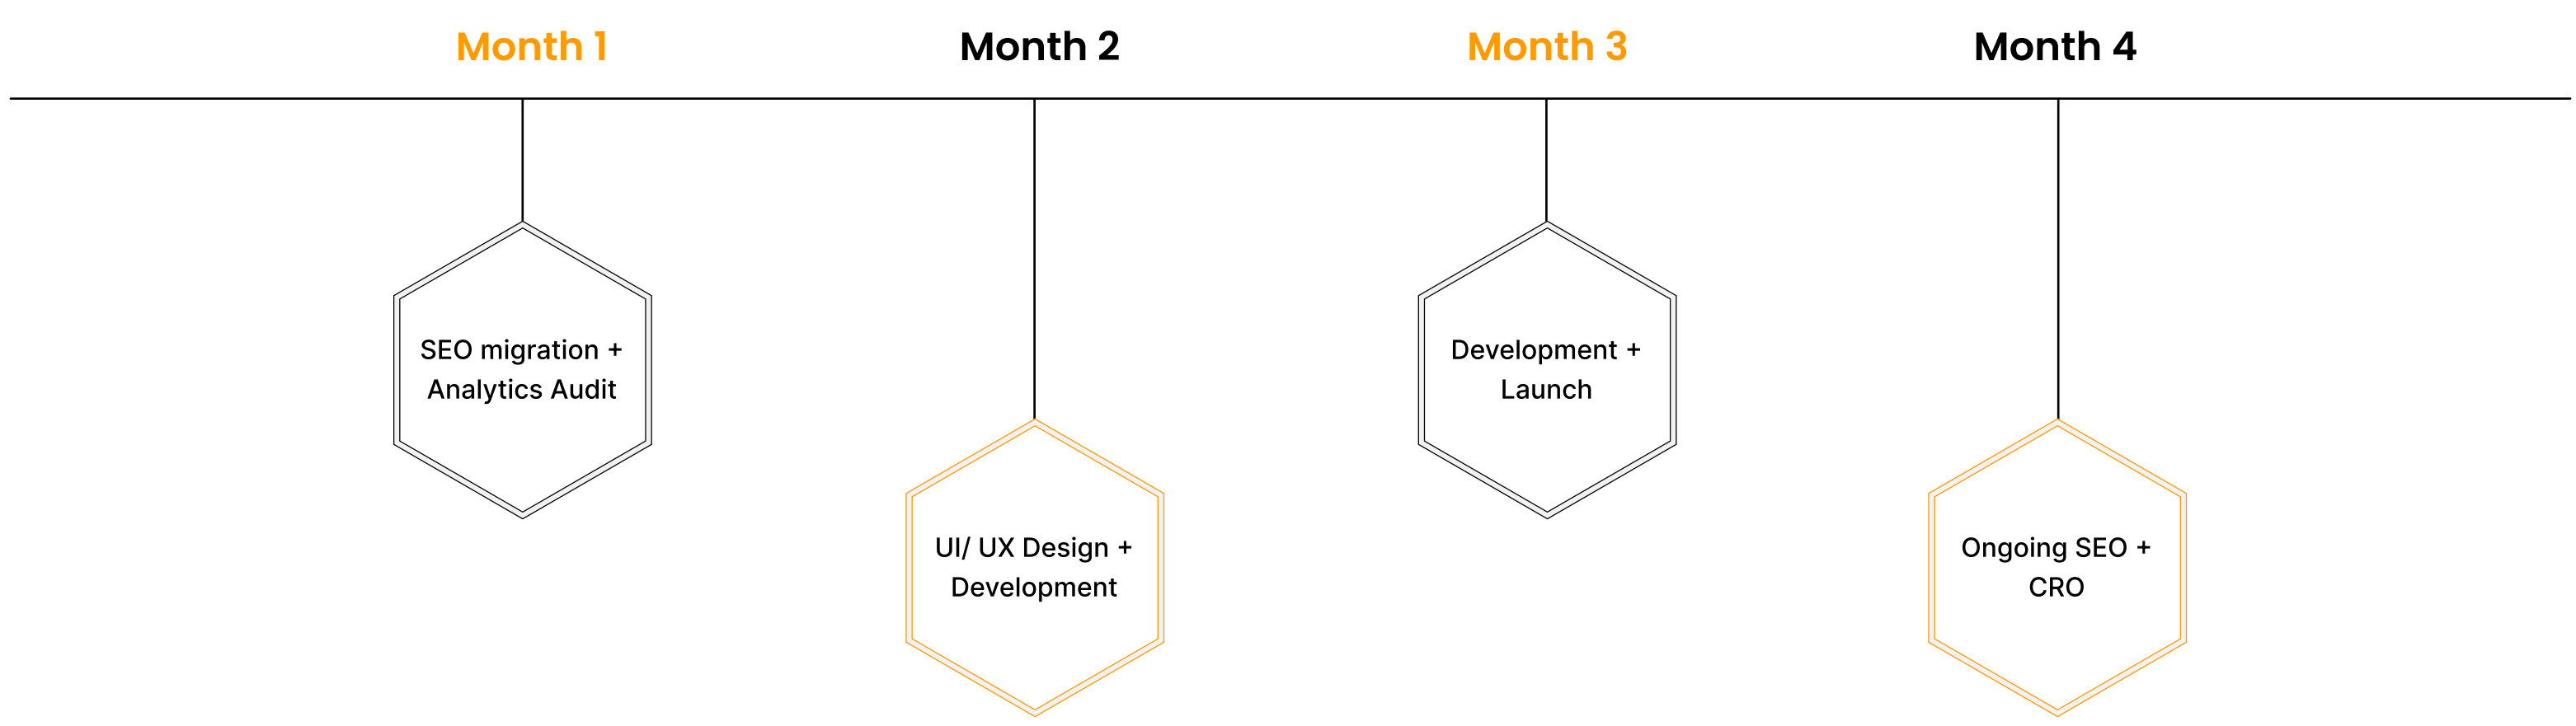 Month 1
Month 2
Month 3
Month 4
SEO migration +
Analytics Audit
UI/ UX Design +
Development
Development +
Launch
Ongoing SEO +
CRO